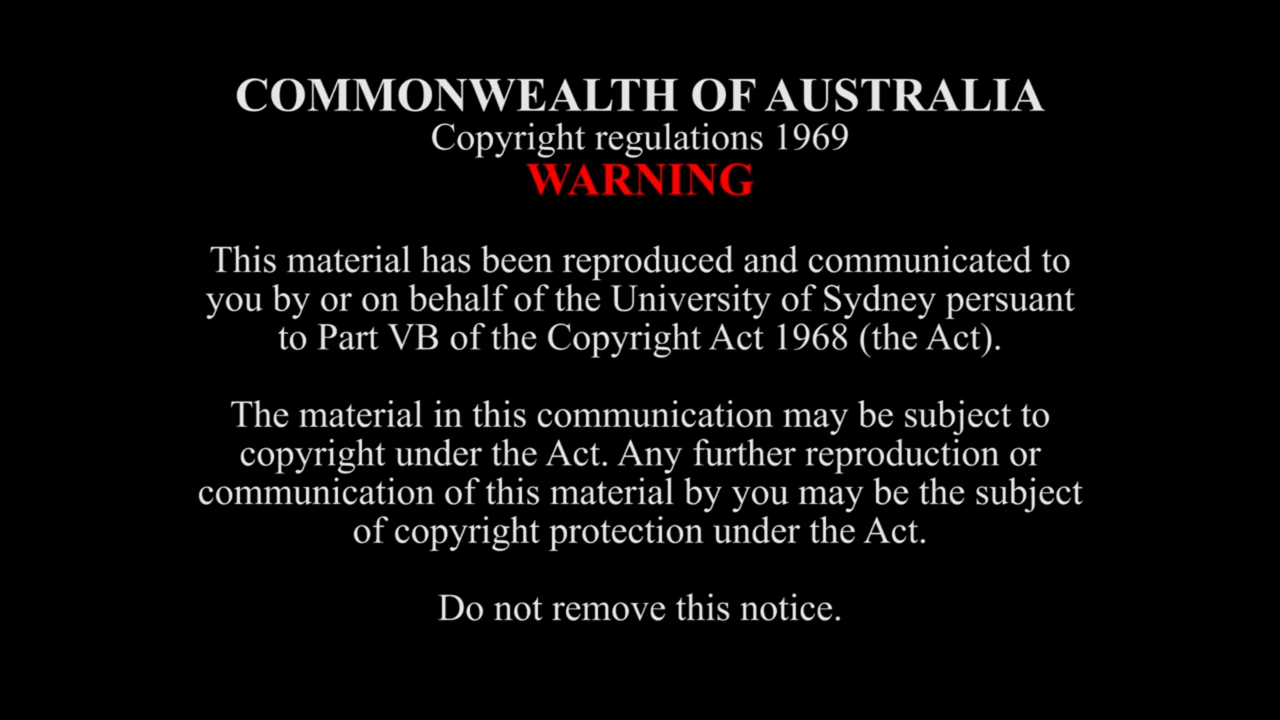 COMMONWEALTH OF AUSTRALIA
Copyright regulations 1969
WARNING
This material has been reproduced and communicated to
you by or on behalf of the University of Sydney persuant
to Part VB of the Copyright Act 1968 (the Act).
The material in this communication may be subject to
copyright under the Act. Any further reproduction or
communication of this material by you may be the subject
of copyright protection under the Act.
Do not remove this notice.